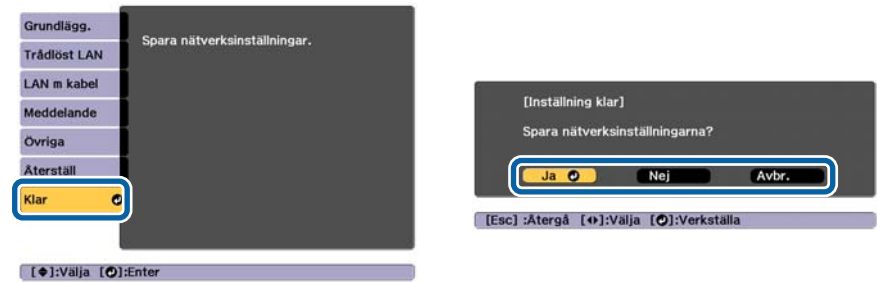 Grundlägg.
Trådlöst LAN
LAN m kabel
Meddelande
Övriga
Återställ
Klar
Spara nätverksinställningar.
[◆]:Välja [↵]:Enter
[Inställning klar]
Spara nätverksinställningarna?
Ja Nej Avbr.
[Esc] :Återgå [◀▶]:Välja [↵]:Verkställa